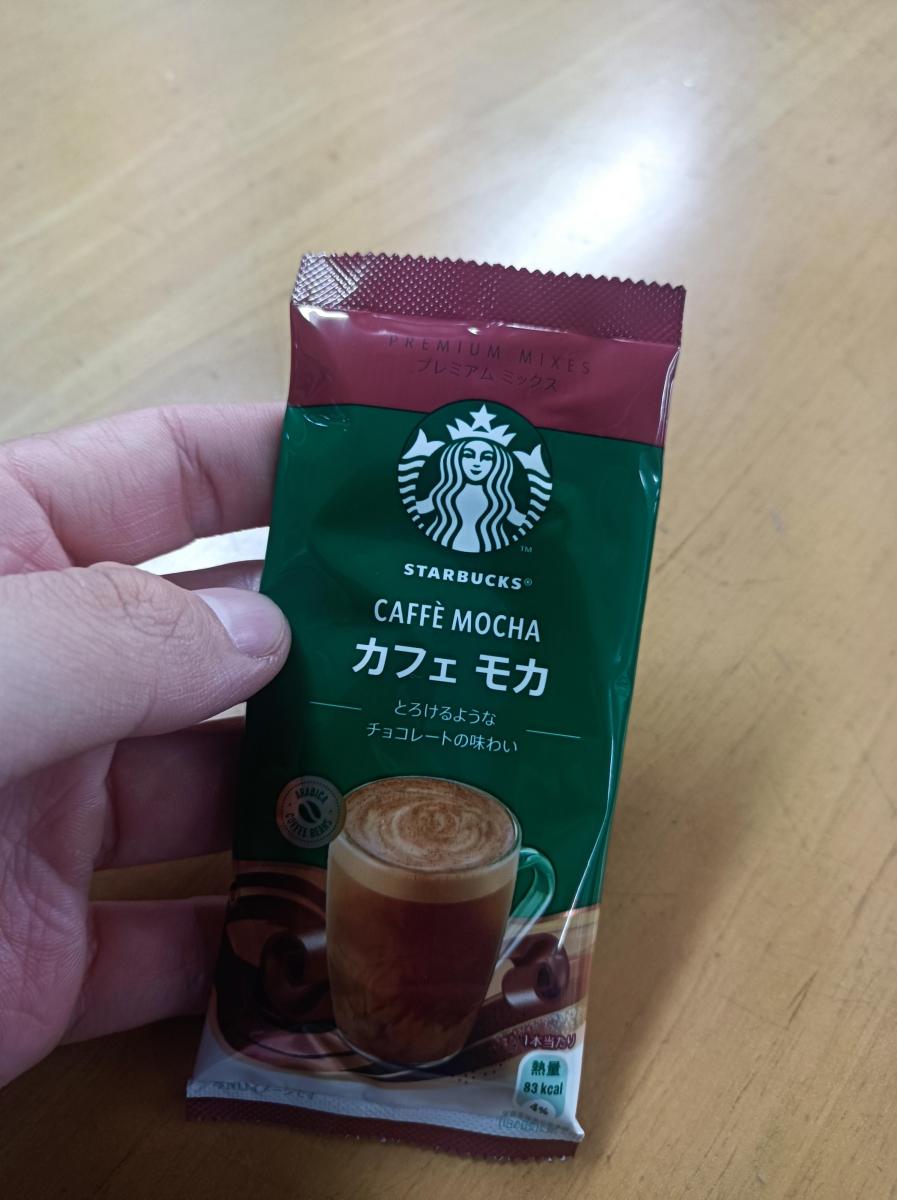 PREMIUM MIXES
プレミアム ミックス
TM
STARBUCKS®
CAFFÈ MOCHA
カフェ モカ
とろけるような
チョコレートの味わい
ARABICA
COFFEE BEANS
1本当たり
熱量
83 kcal
4%